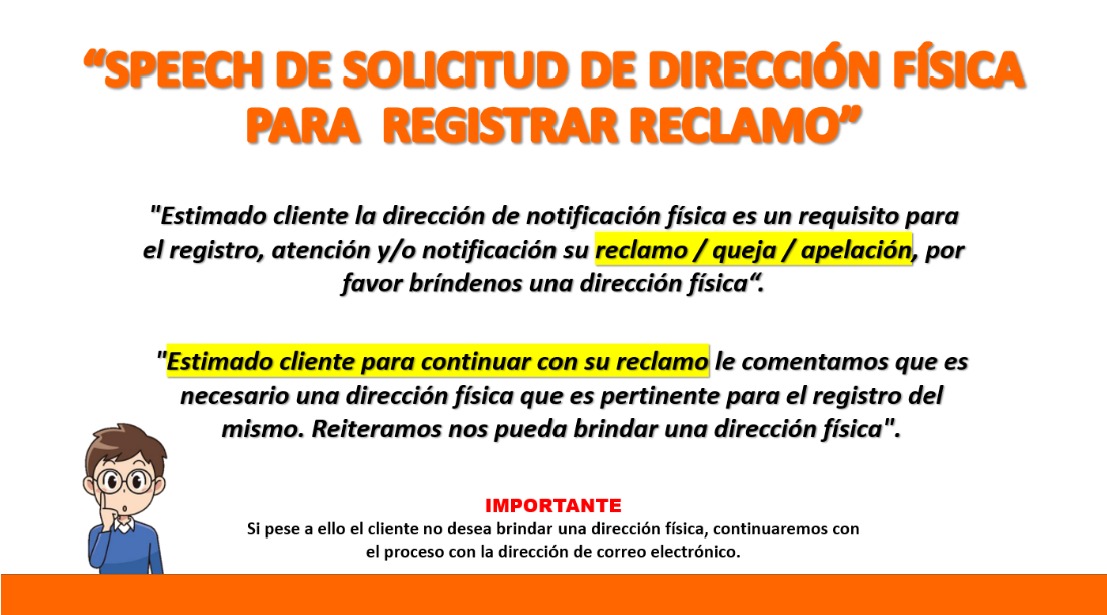 “SPEECH DE SOLICITUD DE DIRECCIÓN FÍSICA
PARA REGISTRAR RECLAMO”
"Estimado cliente la dirección de notificación física es un requisito para
el registro, atención y/o notificación su reclamo / queja / apelación, por
favor bríndenos una dirección física“.
"Estimado cliente para continuar con su reclamo le comentamos que es
necesario una dirección física que es pertinente para el registro del
mismo. Reiteramos nos pueda brindar una dirección física".
IMPORTANTE
Si pese a ello el cliente no desea brindar una dirección física, continuaremos con
el proceso con la dirección de correo electrónico.